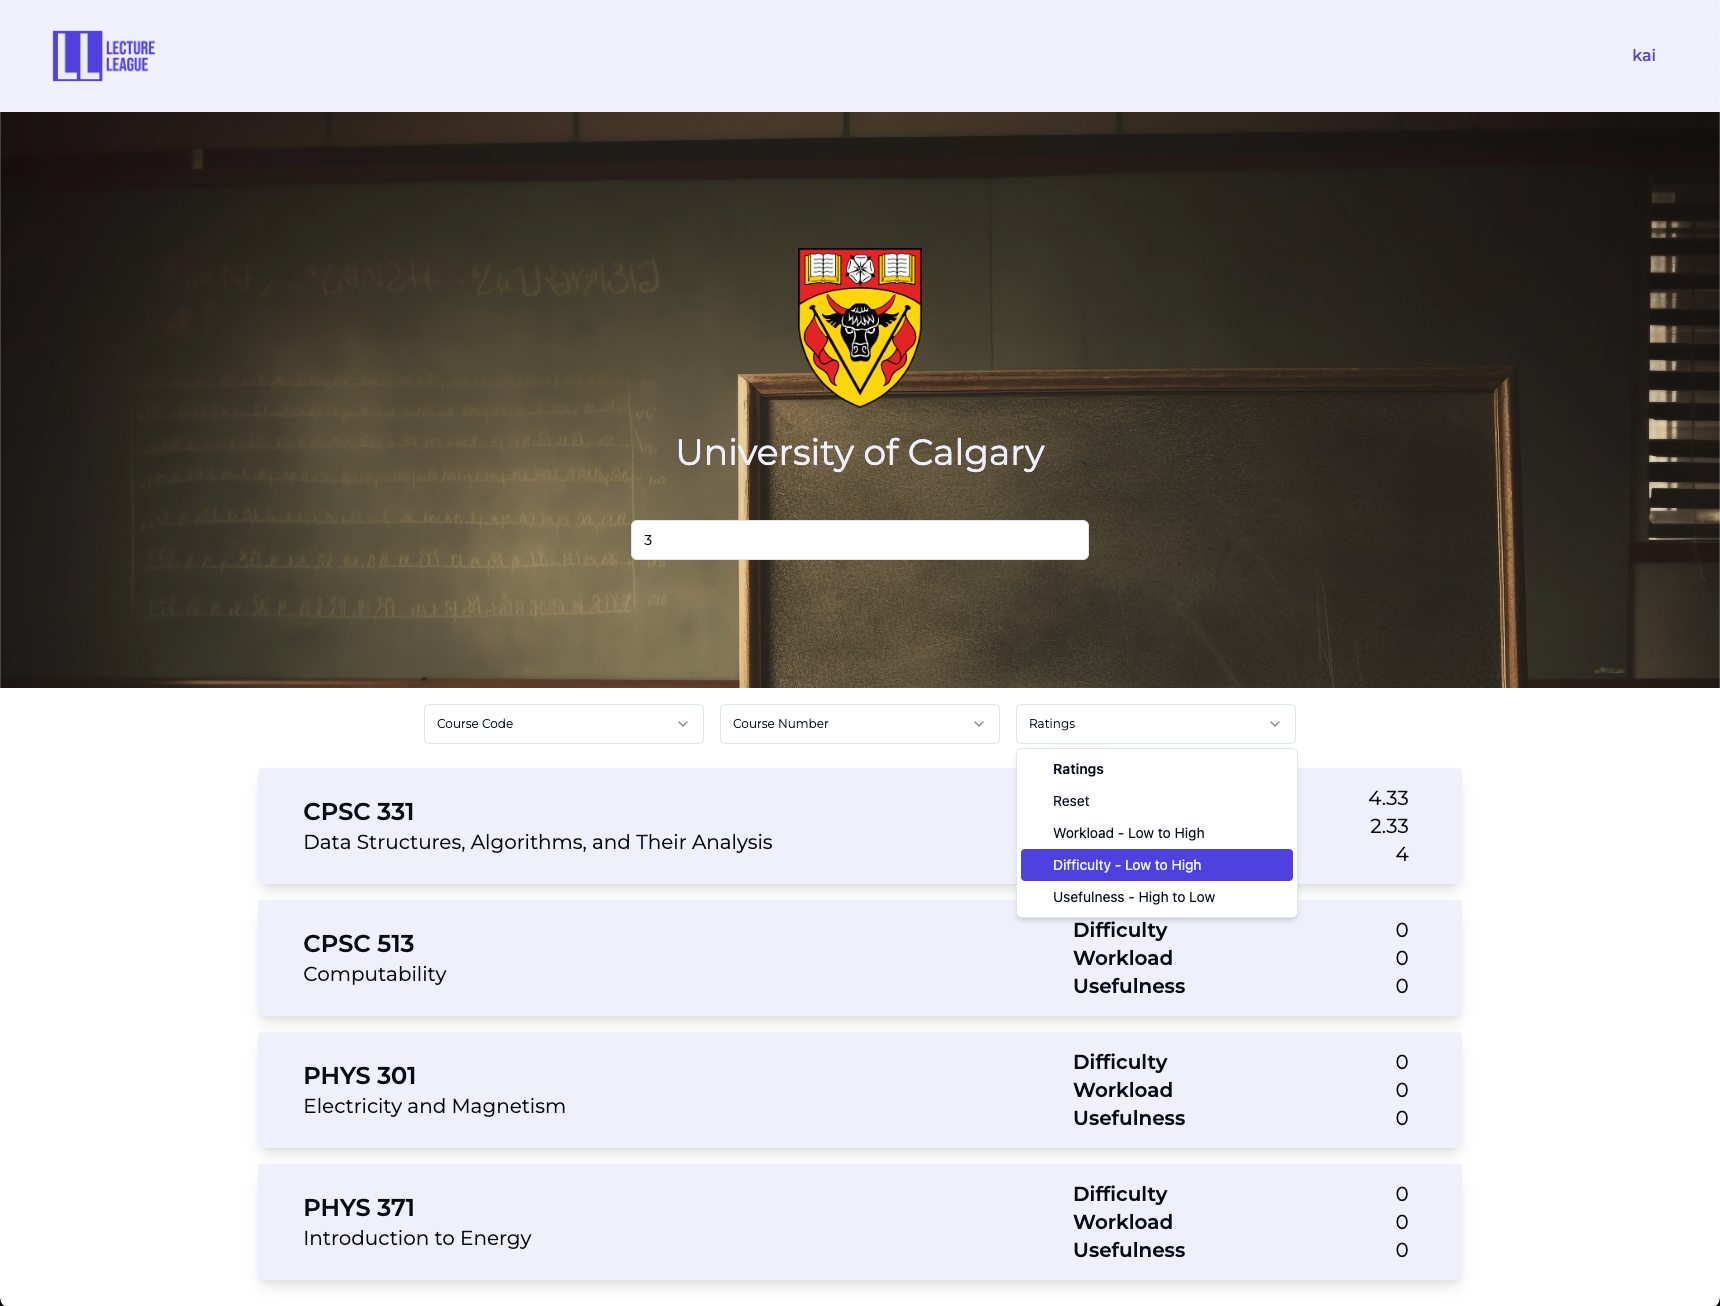 LECTURE
LEAGUE
kai
University of Calgary
3
Course Code
Course Number
Ratings
Ratings
Reset
Workload - Low to High
Difficulty - Low to High
Usefulness - High to Low
CPSC 331
Data Structures, Algorithms, and Their Analysis
4.33
2.33
4
CPSC 513
Computability
Difficulty 0
Workload 0
Usefulness 0
PHYS 301
Electricity and Magnetism
Difficulty 0
Workload 0
Usefulness 0
PHYS 371
Introduction to Energy
Difficulty 0
Workload 0
Usefulness 0